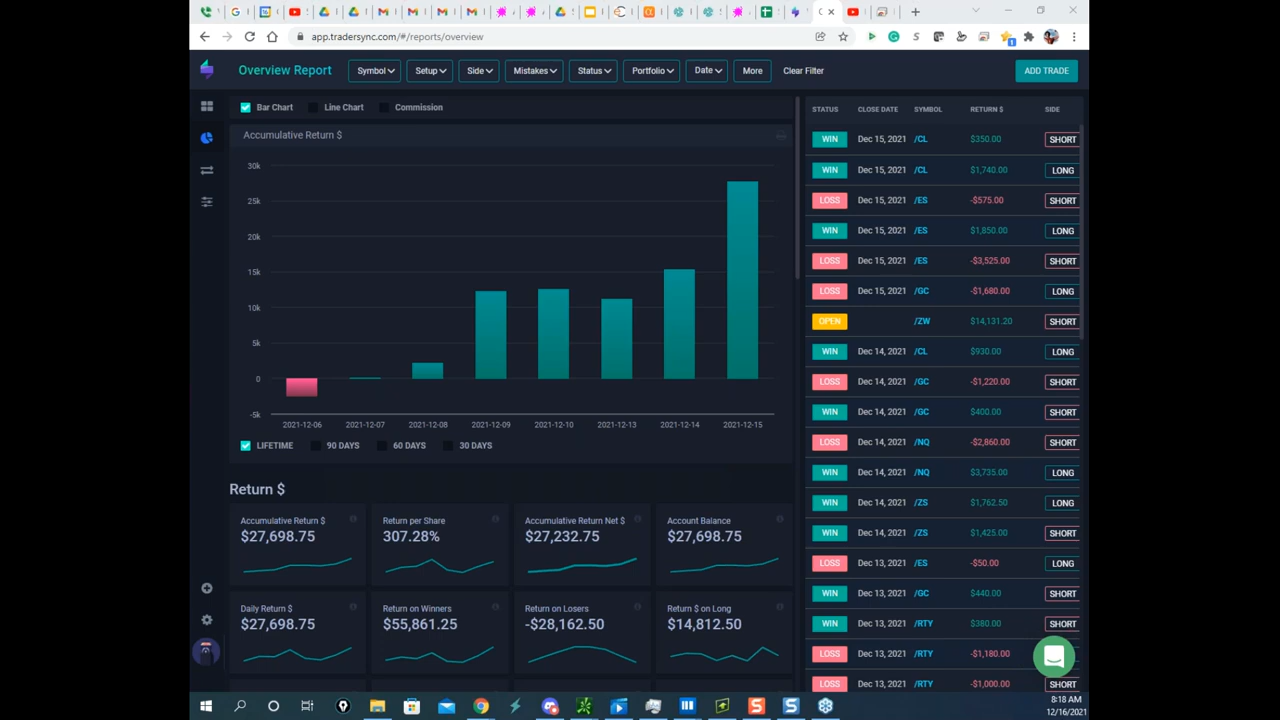 app.tradersync.com/#/reports/overview
Overview Report
Symbol
Setup
Side
Mistakes
Status
Portfolio
Date
More
Clear Filter
ADD TRADE
Bar Chart
Line Chart
Commission
Accumulative Return $
30k
25k
20k
15k
10k
5k
0
-5k
2021-12-06 2021-12-07 2021-12-08 2021-12-09 2021-12-10 2021-12-13 2021-12-14 2021-12-15
LIFETIME 90 DAYS 60 DAYS 30 DAYS
Return $
Accumulative Return $
$27,698.75
Return per Share
307.28%
Accumulative Return Net $
$27,232.75
Account Balance
$27,698.75
Daily Return $
$27,698.75
Return on Winners
$55,861.25
Return on Losers
-$28,162.50
Return $ on Long
$14,812.50
STATUS CLOSE DATE SYMBOL RETURN $ SIDE
WIN Dec 15, 2021 /CL $350.00 SHORT
WIN Dec 15, 2021 /CL $1,740.00 LONG
LOSS Dec 15, 2021 /ES -$575.00 SHORT
WIN Dec 15, 2021 /ES $1,850.00 LONG
LOSS Dec 15, 2021 /ES -$3,525.00 SHORT
LOSS Dec 15, 2021 /GC -$1,680.00 LONG
OPEN /ZW $14,131.20 SHORT
WIN Dec 14, 2021 /CL $930.00 LONG
LOSS Dec 14, 2021 /GC -$1,220.00 SHORT
WIN Dec 14, 2021 /GC $400.00 SHORT
LOSS Dec 14, 2021 /NQ -$2,860.00 SHORT
WIN Dec 14, 2021 /NQ $3,735.00 LONG
WIN Dec 14, 2021 /ZS $1,762.50 LONG
WIN Dec 14, 2021 /ZS $1,425.00 SHORT
LOSS Dec 13, 2021 /ES -$50.00 LONG
WIN Dec 13, 2021 /GC $440.00 SHORT
WIN Dec 13, 2021 /RTY $380.00 SHORT
LOSS Dec 13, 2021 /RTY -$1,180.00 LONG
LOSS Dec 13, 2021 /RTY -$1,000.00 SHORT
8:18 AM
12/16/2021